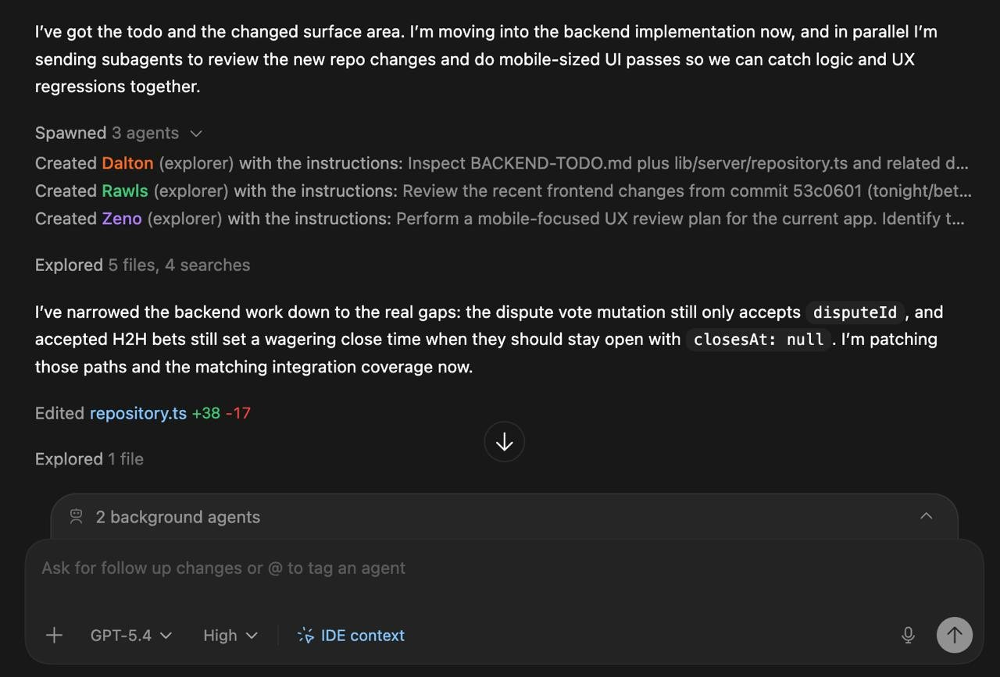 I’ve got the todo and the changed surface area. I’m moving into the backend implementation now, and in parallel I’m
sending subagents to review the new repo changes and do mobile-sized UI passes so we can catch logic and UX
regressions together.
Spawned 3 agents
Created Dalton (explorer) with the instructions: Inspect BACKEND-TODO.md plus lib/server/repository.ts and related d...
Created Rawls (explorer) with the instructions: Review the recent frontend changes from commit 53c0601 (tonight/bet...
Created Zeno (explorer) with the instructions: Perform a mobile-focused UX review plan for the current app. Identify t...
Explored 5 files, 4 searches
I’ve narrowed the backend work down to the real gaps: the dispute vote mutation still only accepts disputeId, and
accepted H2H bets still set a wagering close time when they should stay open with closesAt: null. I’m patching
those paths and the matching integration coverage now.
Edited repository.ts +38 -17
Explored 1 file
2 background agents
Ask for follow up changes or @ to tag an agent
GPT-5.4 High IDE context